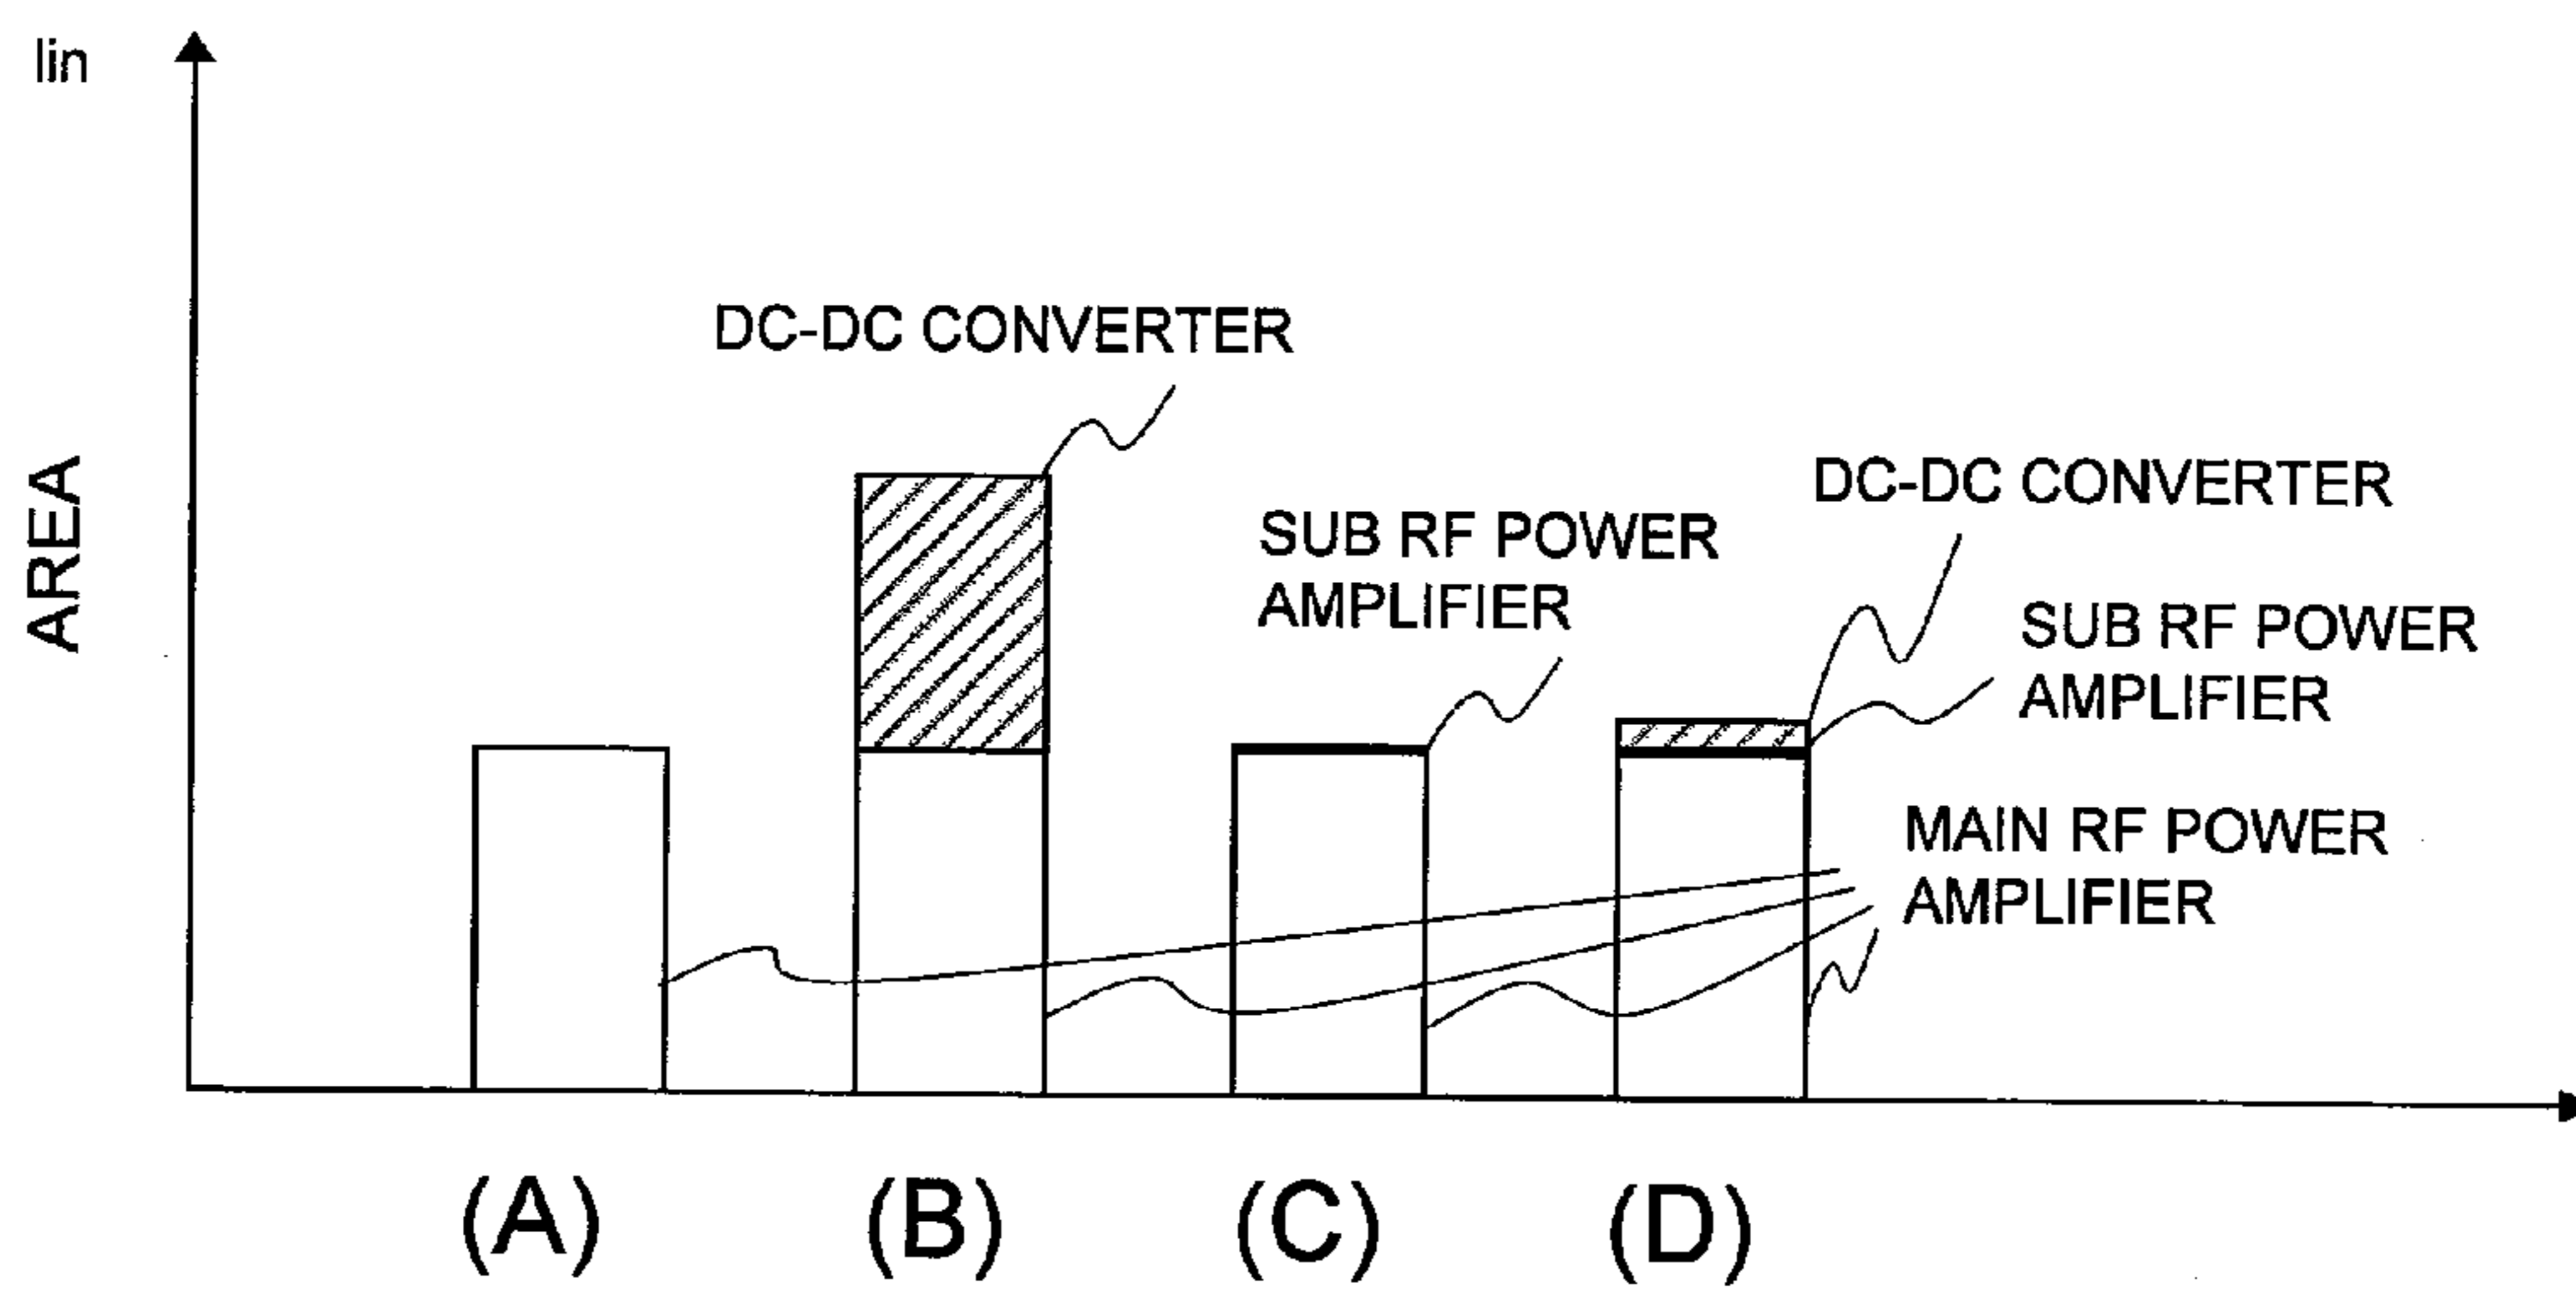 lin
AREA
DC-DC CONVERTER
SUB RF POWER
AMPLIFIER
DC-DC CONVERTER
SUB RF POWER
AMPLIFIER
MAIN RF POWER
AMPLIFIER
(A)
(B)
(C)
(D)